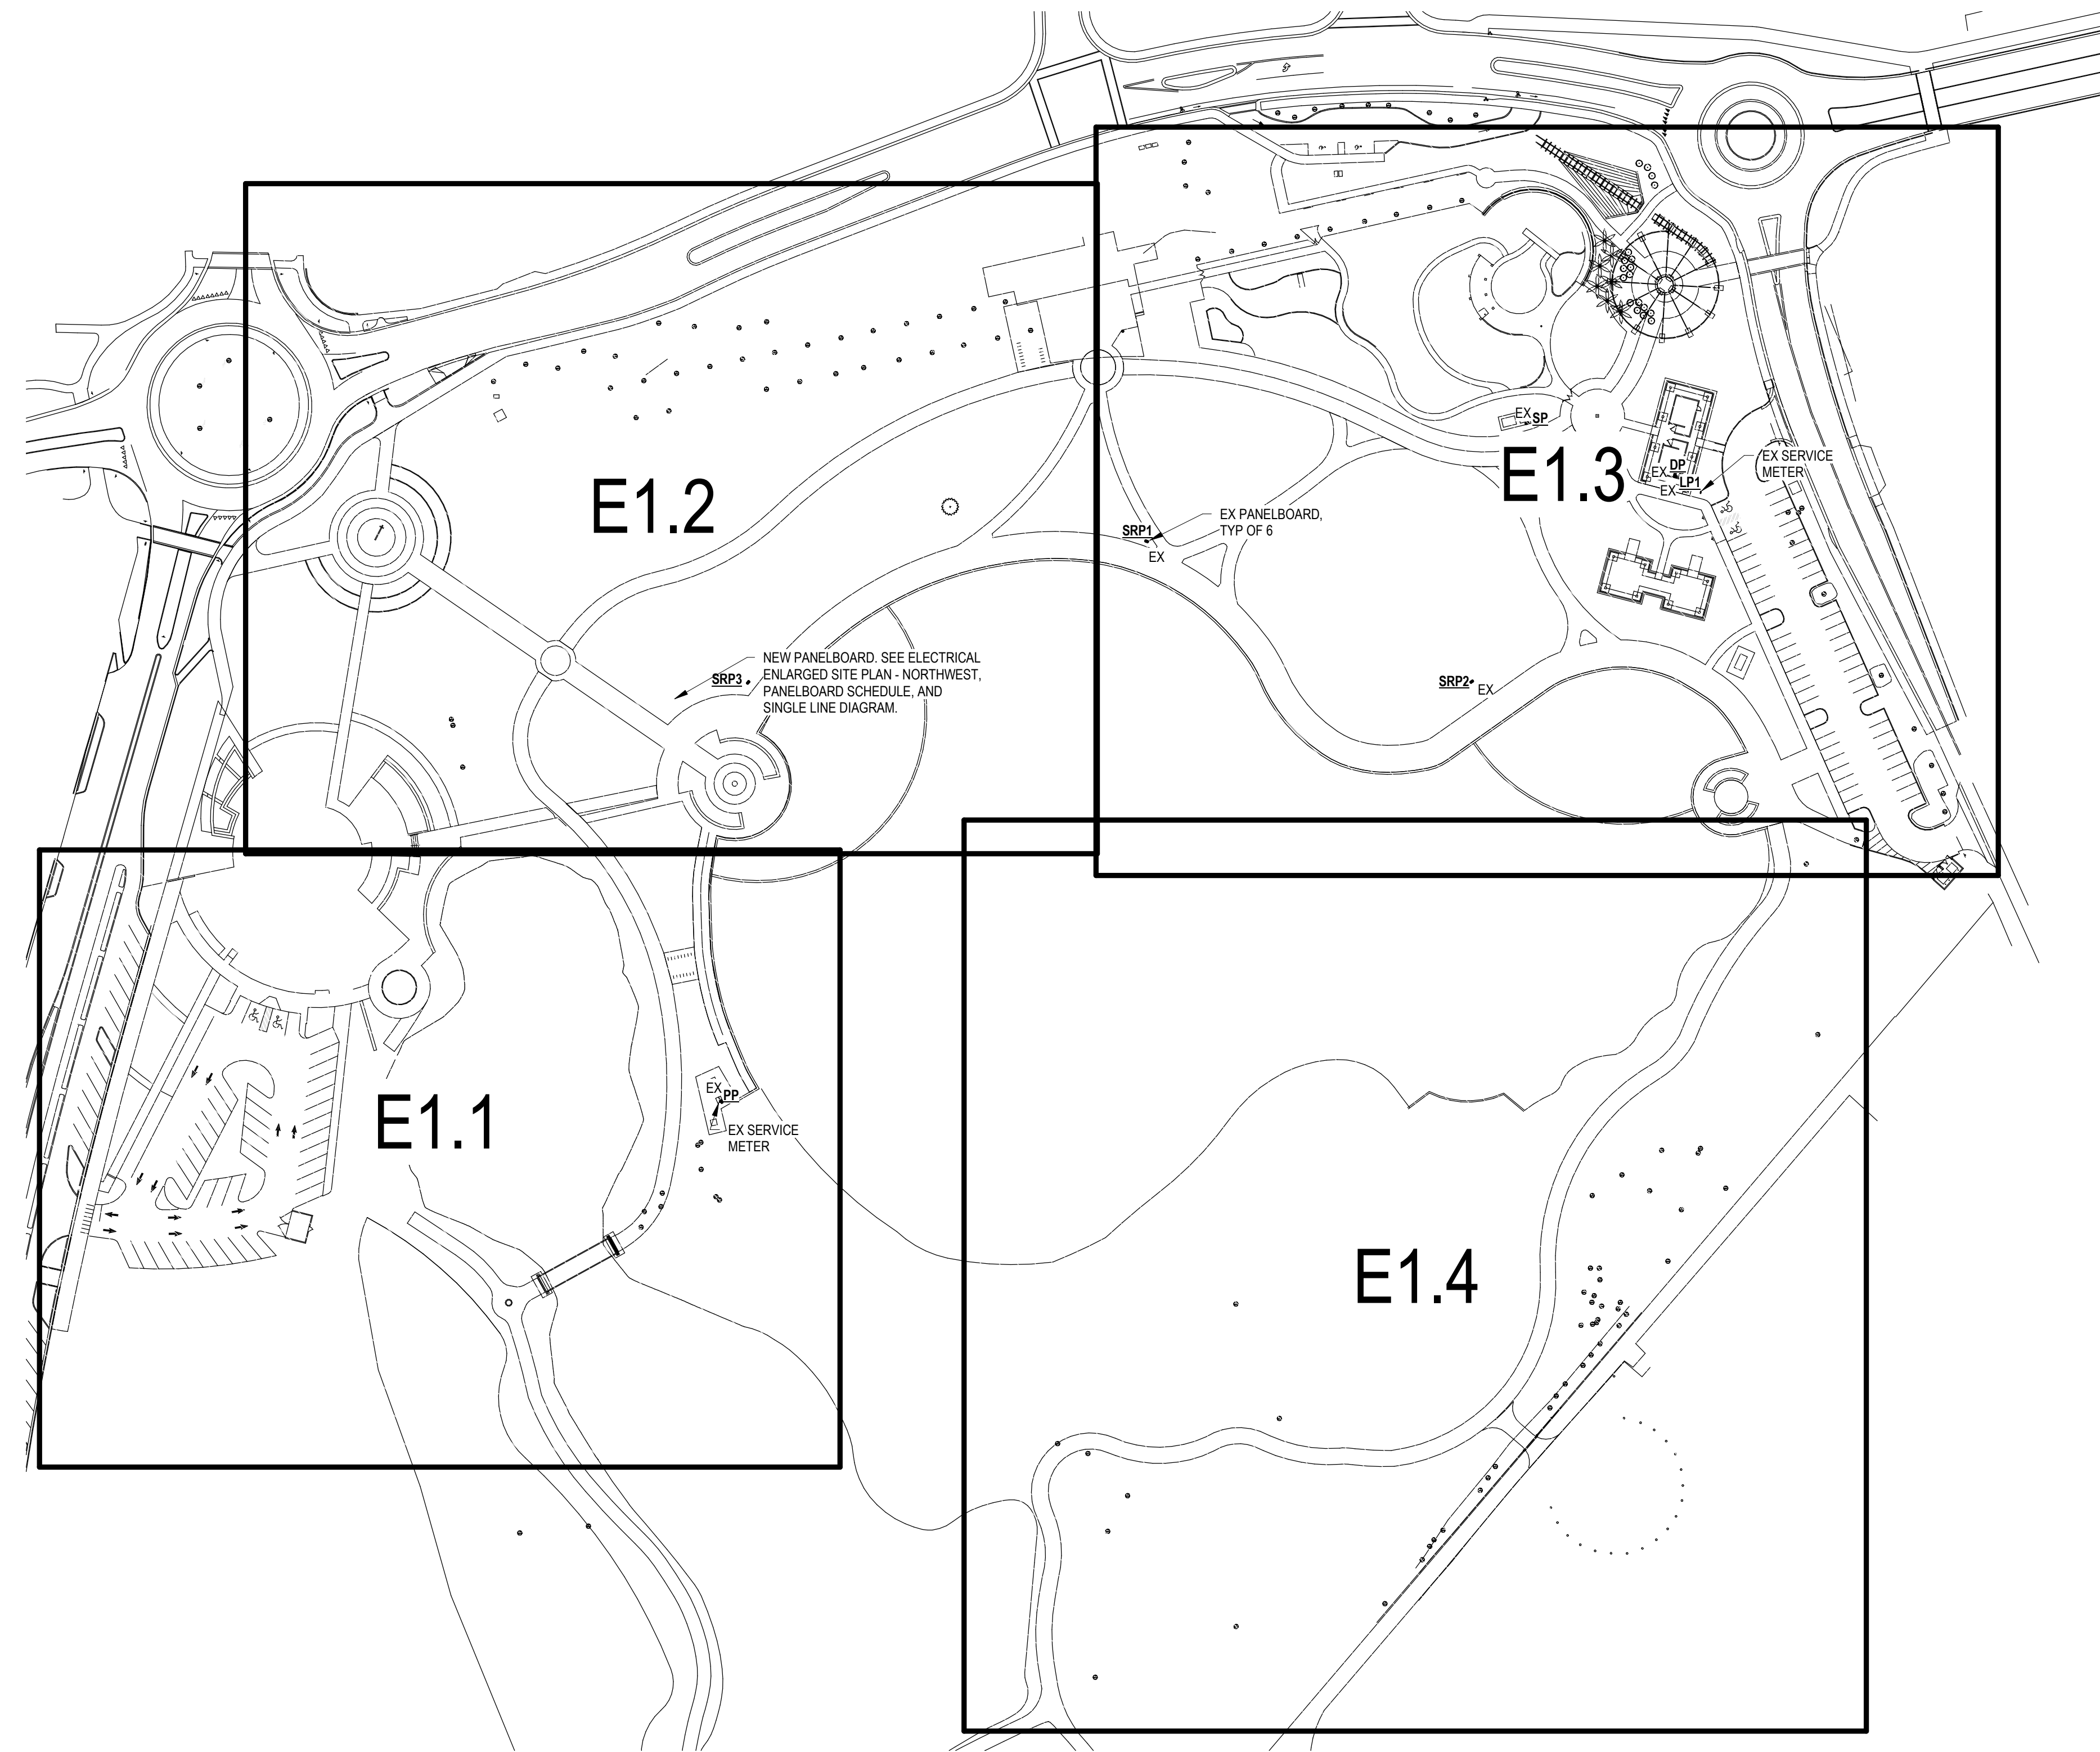 EX
SP
E1.3
EX SERVICE
METER
DP
EX
LP1
EX
E1.2
EX PANELBOARD,
TYP OF 6
SRP1
EX
NEW PANELBOARD. SEE ELECTRICAL
ENLARGED SITE PLAN - NORTHWEST,
PANELBOARD SCHEDULE, AND
SINGLE LINE DIAGRAM.
SRP3
SRP2
EX
E1.1
EX
PP
EX SERVICE
METER
E1.4